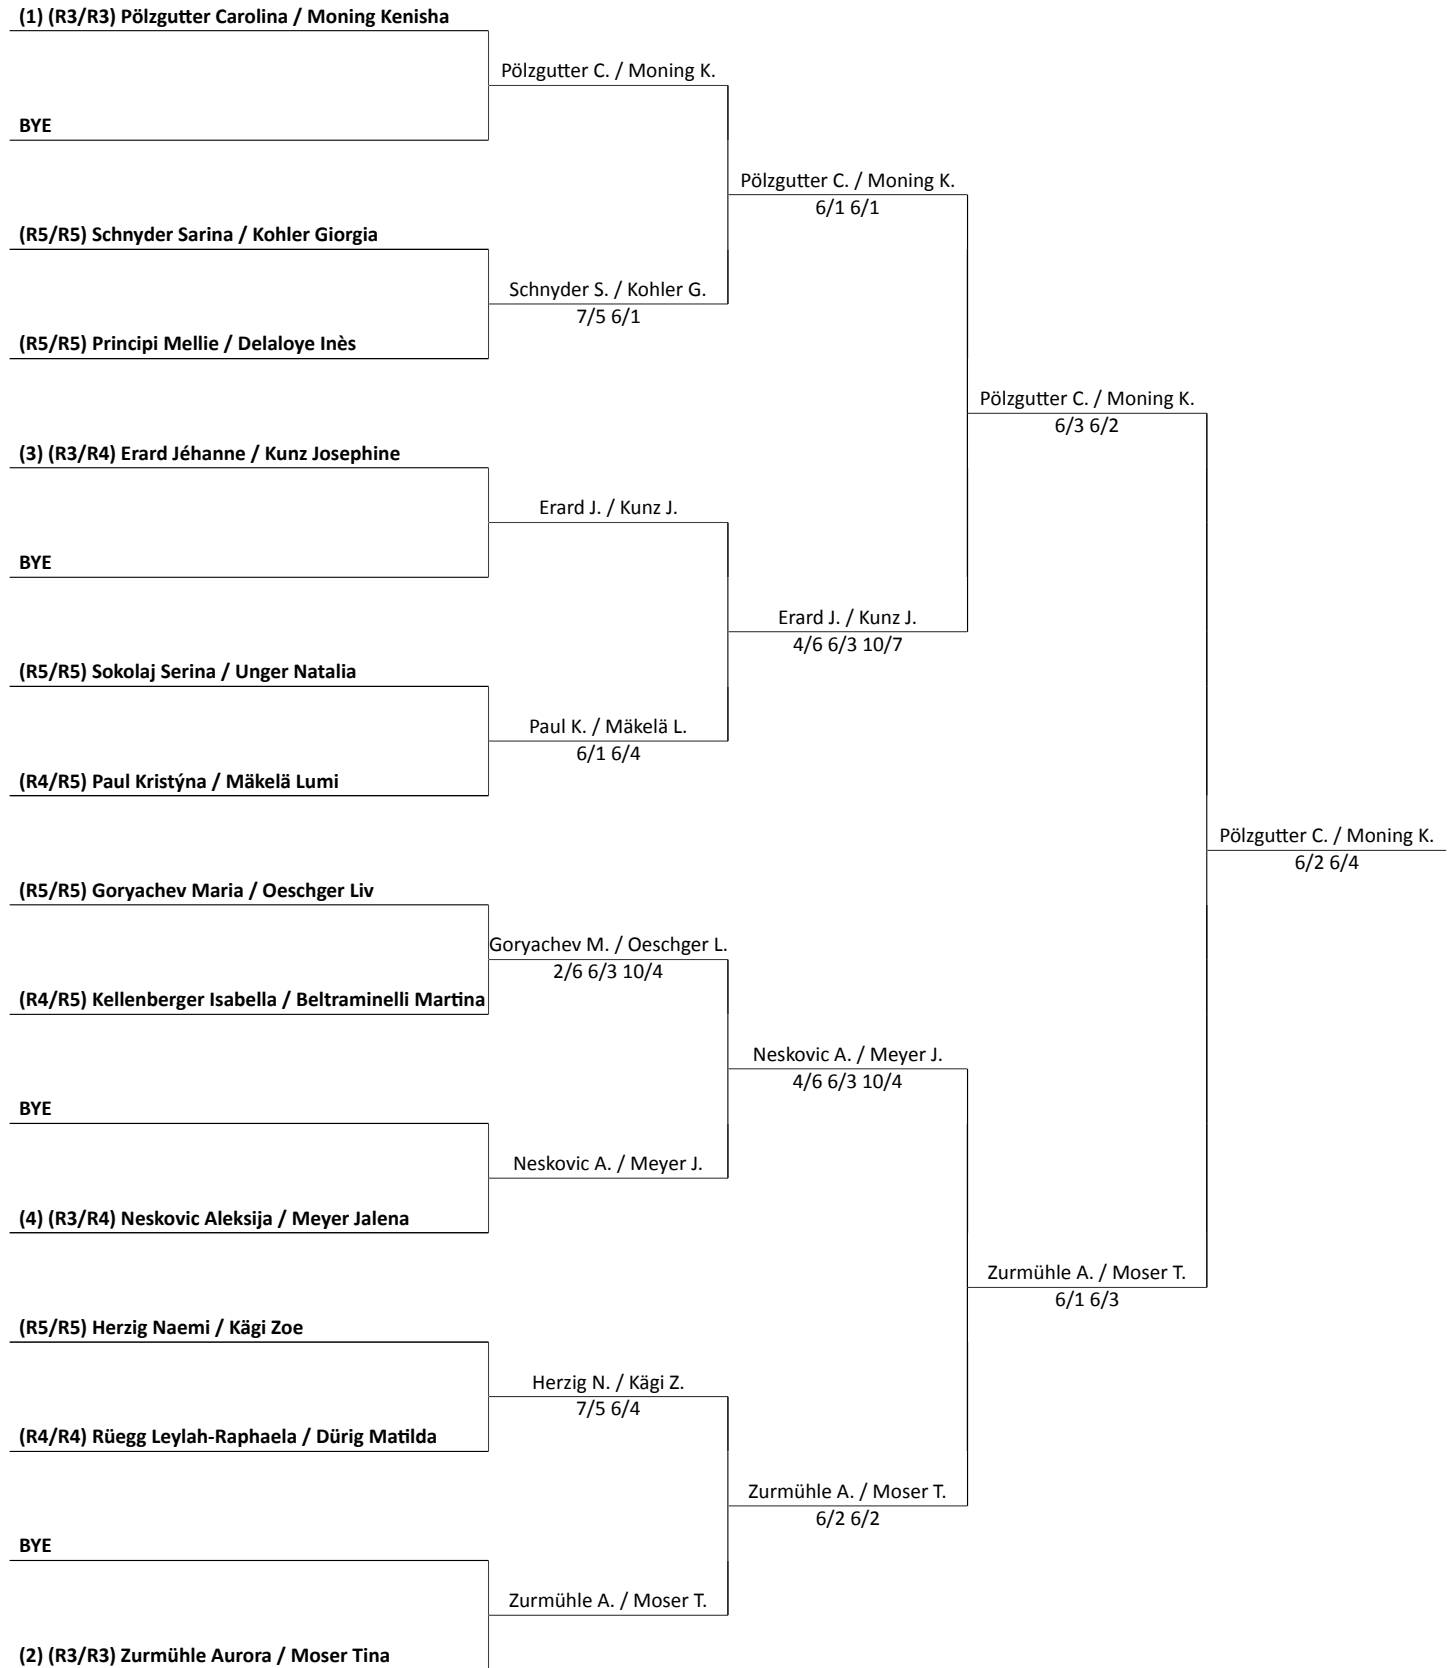 (1) (R3/R3) Pölzgutter Carolina / Moning Kenisha
Pölzgutter C. / Moning K.
BYE
Pölzgutter C. / Moning K.
6/1 6/1
(R5/R5) Schnyder Sarina / Kohler Giorgia
Schnyder S. / Kohler G.
7/5 6/1
(R5/R5) Principi Mellie / Delaloye Inès
Pölzgutter C. / Moning K.
6/3 6/2
(3) (R3/R4) Erard Jéhanne / Kunz Josephine
Erard J. / Kunz J.
BYE
Erard J. / Kunz J.
4/6 6/3 10/7
(R5/R5) Sokolaj Serina / Unger Natalia
Paul K. / Mäkelä L.
6/1 6/4
(R4/R5) Paul Kristýna / Mäkelä Lumi
Pölzgutter C. / Moning K.
6/2 6/4
(R5/R5) Goryachev Maria / Oeschger Liv
Goryachev M. / Oeschger L.
2/6 6/3 10/4
(R4/R5) Kellenberger Isabella / Beltraminelli Martina
Neskovic A. / Meyer J.
4/6 6/3 10/4
BYE
Neskovic A. / Meyer J.
(4) (R3/R4) Neskovic Aleksija / Meyer Jalena
Zurmühle A. / Moser T.
6/1 6/3
(R5/R5) Herzig Naemi / Kägi Zoe
Herzig N. / Kägi Z.
7/5 6/4
(R4/R4) Rüegg Leylah-Raphaela / Dürig Matilda
Zurmühle A. / Moser T.
6/2 6/2
BYE
Zurmühle A. / Moser T.
(2) (R3/R3) Zurmühle Aurora / Moser Tina